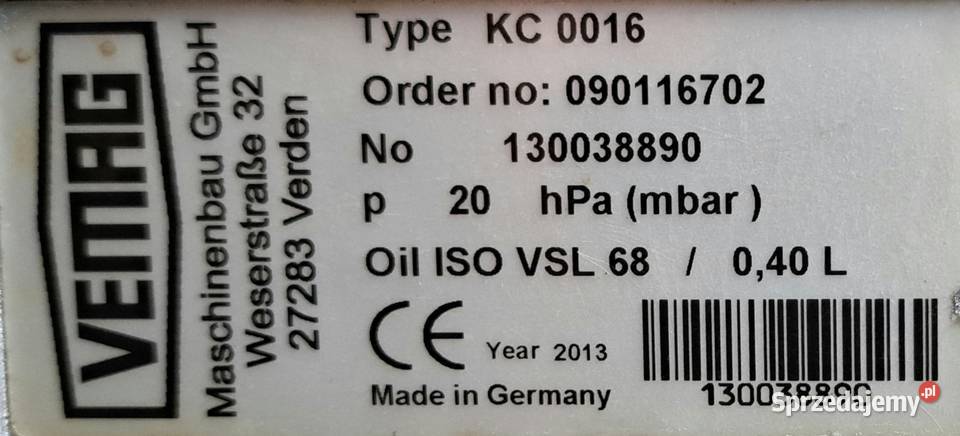 VEMAG
Maschinenbau GmbH
Weserstraße 32
27283 Verden
Type KC 0016
Order no: 090116702
No 130038890
p 20 hPa (mbar )
Oil ISO VSL 68 / 0,40 L
CE Year 2013
Made in Germany
130038890
Sprzedajemy.pl